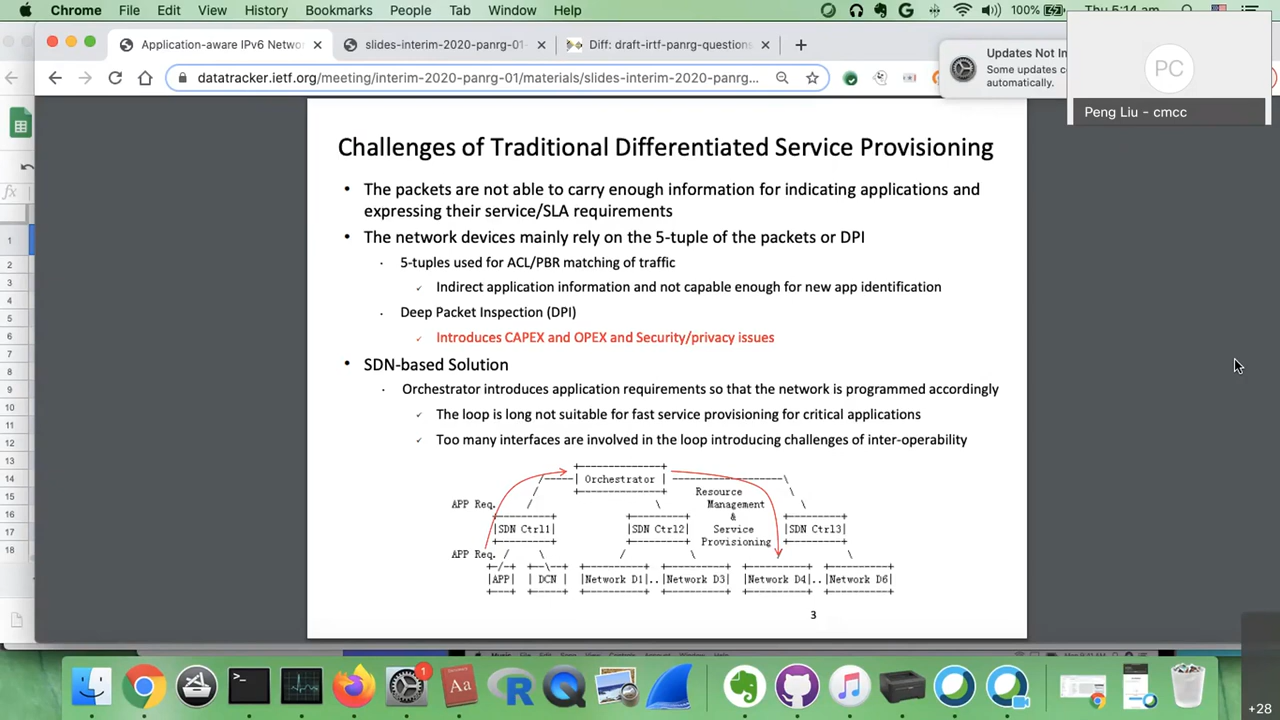 Chrome File Edit View History Bookmarks People Tab Window Help 100% Thu 5:14 am
Application-aware IPv6 Netwo slides-interim-2020-panrg-01- Diff: draft-irtf-panrg-questions
datatracker.ietf.org/meeting/interim-2020-panrg-01/materials/slides-interim-2020-panrg...
Updates Not In
Some updates c
automatically.
PC
Peng Liu - cmcc
Challenges of Traditional Differentiated Service Provisioning
• The packets are not able to carry enough information for indicating applications and
expressing their service/SLA requirements
• The network devices mainly rely on the 5-tuple of the packets or DPI
· 5-tuples used for ACL/PBR matching of traffic
✓ Indirect application information and not capable enough for new app identification
· Deep Packet Inspection (DPI)
✓ Introduces CAPEX and OPEX and Security/privacy issues
• SDN-based Solution
· Orchestrator introduces application requirements so that the network is programmed accordingly
✓ The loop is long not suitable for fast service provisioning for critical applications
✓ Too many interfaces are involved in the loop introducing challenges of inter-operability
Orchestrator
Resource
APP Req. Management
&
SDN Ctrl1 SDN Ctrl2 Service SDN Ctrl3
Provisioning
APP Req.
APP DCN Network D1 .. Network D3 Network D4 .. Network D6
3
fx
1
2
3
4
5
6
7
8
9
10
11
12
13
14
15
16
17
18
1
Aa
R
+28